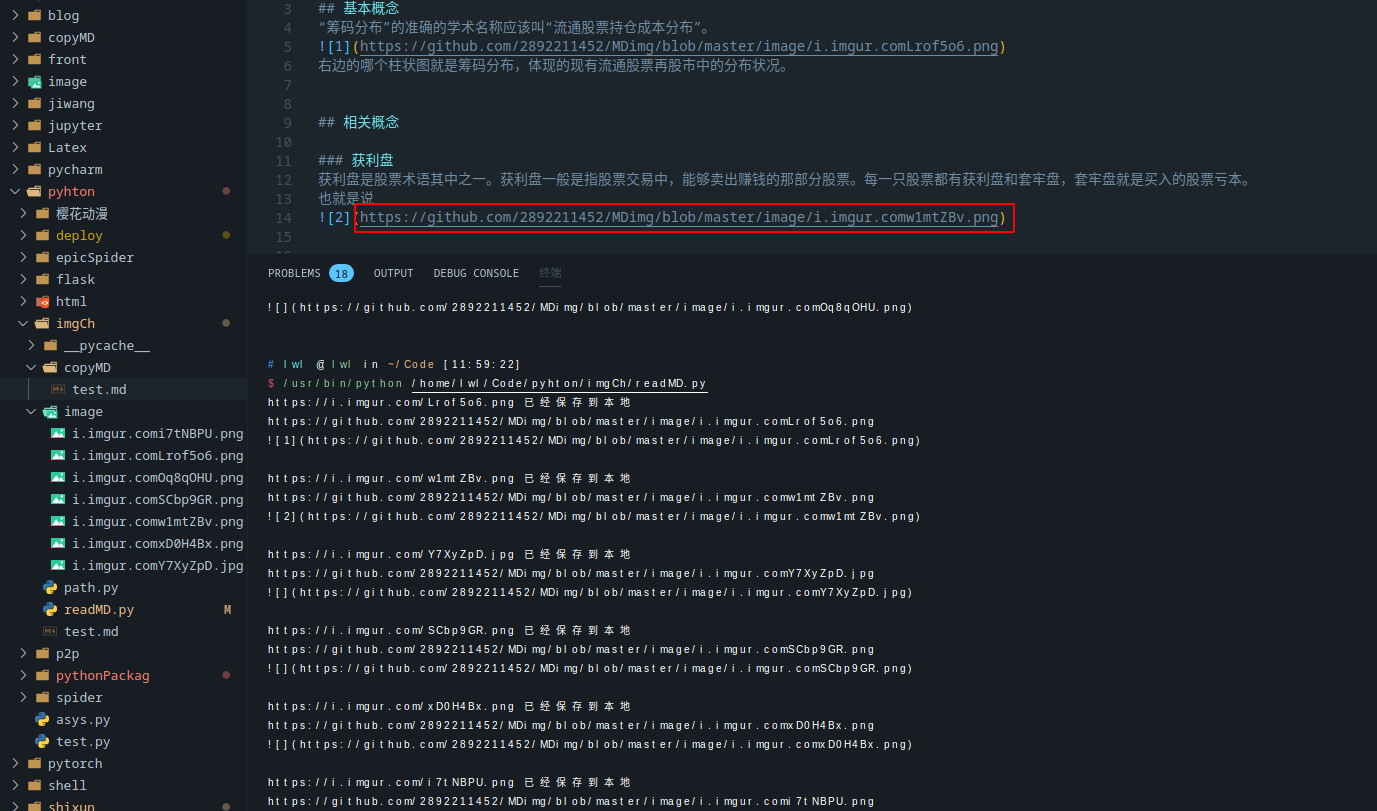 blog
copyMD
front
image
jiwang
jupyter
Latex
pycharm
pyhton
樱花动漫
deploy
epicSpider
flask
html
imgCh
__pycache__
copyMD
test.md
image
i.imgur.comi7tNBPU.png
i.imgur.comLrof5o6.png
i.imgur.comOq8qOHU.png
i.imgur.comSCbp9GR.png
i.imgur.comw1mtZBv.png
i.imgur.comxD0H4Bx.png
i.imgur.comY7XyZpD.jpg
path.py
readMD.py M
test.md
p2p
pythonPackag
spider
asys.py
test.py
pytorch
shell
shixun
3 ## 基本概念
4 “筹码分布”的准确的学术名称应该叫“流通股票持仓成本分布”。
5 ![1](https://github.com/2892211452/MDimg/blob/master/image/i.imgur.comLrof5o6.png)
6 右边的哪个柱状图就是筹码分布，体现的现有流通股票再股市中的分布状况。
7
8
9 ## 相关概念
10
11 ### 获利盘
12 获利盘是股票术语其中之一。获利盘一般是指股票交易中，能够卖出赚钱的那部分股票。每一只股票都有获利盘和套牢盘，套牢盘就是买入的股票亏本。
13 也就是说
14 ![2](https://github.com/2892211452/MDimg/blob/master/image/i.imgur.comw1mtZBv.png)
15
PROBLEMS 18 OUTPUT DEBUG CONSOLE 终端
![](https://github.com/2892211452/MDimg/blob/master/image/i.imgur.comOq8qOHU.png)
# lwl @ lwl in ~/Code [11:59:22]
$ /usr/bin/python /home/lwl/Code/pyhton/imgCh/readMD.py
https://i.imgur.com/Lrof5o6.png 已经保存到本地
https://github.com/2892211452/MDimg/blob/master/image/i.imgur.comLrof5o6.png
![1](https://github.com/2892211452/MDimg/blob/master/image/i.imgur.comLrof5o6.png)
https://i.imgur.com/w1mtZBv.png 已经保存到本地
https://github.com/2892211452/MDimg/blob/master/image/i.imgur.comw1mtZBv.png
![2](https://github.com/2892211452/MDimg/blob/master/image/i.imgur.comw1mtZBv.png)
https://i.imgur.com/Y7XyZpD.jpg 已经保存到本地
https://github.com/2892211452/MDimg/blob/master/image/i.imgur.comY7XyZpD.jpg
![](https://github.com/2892211452/MDimg/blob/master/image/i.imgur.comY7XyZpD.jpg)
https://i.imgur.com/SCbp9GR.png 已经保存到本地
https://github.com/2892211452/MDimg/blob/master/image/i.imgur.comSCbp9GR.png
![](https://github.com/2892211452/MDimg/blob/master/image/i.imgur.comSCbp9GR.png)
https://i.imgur.com/xD0H4Bx.png 已经保存到本地
https://github.com/2892211452/MDimg/blob/master/image/i.imgur.comxD0H4Bx.png
![](https://github.com/2892211452/MDimg/blob/master/image/i.imgur.comxD0H4Bx.png)
https://i.imgur.com/i7tNBPU.png 已经保存到本地
https://github.com/2892211452/MDimg/blob/master/image/i.imgur.comi7tNBPU.png